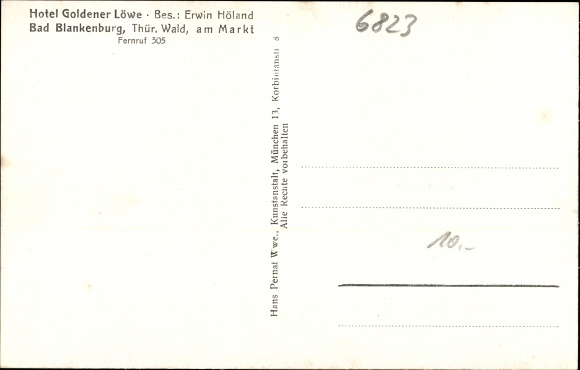 Hotel Goldener Löwe · Bes.: Erwin Höland
Bad Blankenburg, Thür. Wald, am Markt
Fernruf 305
6823
Hans Pernat Wwe., Kunstanstalt, München 13, Korbinianstr 6
Alle Rechte vorbehalten
10.-